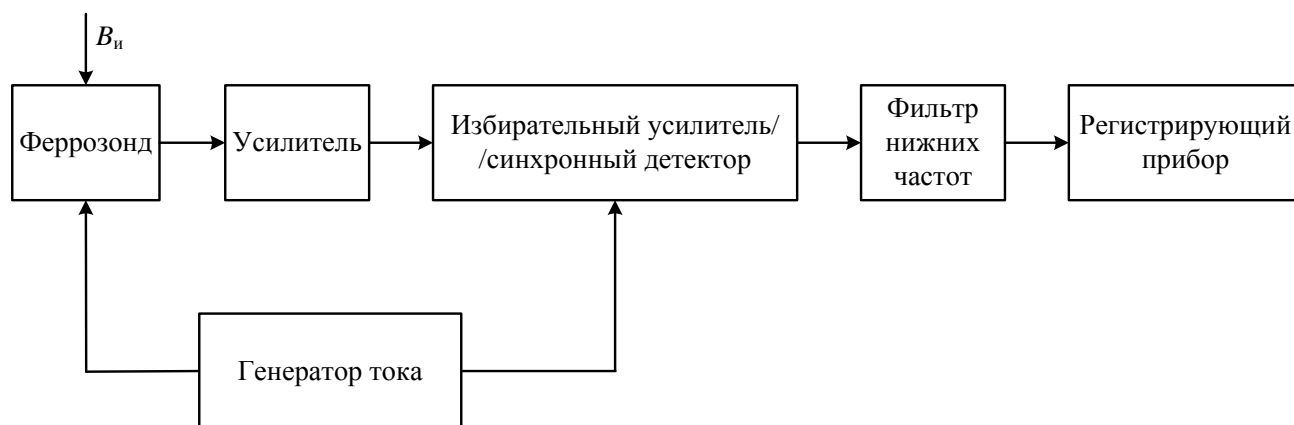 Bи
Феррозонд
Усилитель
Избирательный усилитель/
/синхронный детектор
Фильтр
нижних
частот
Регистрирующий
прибор
Генератор тока